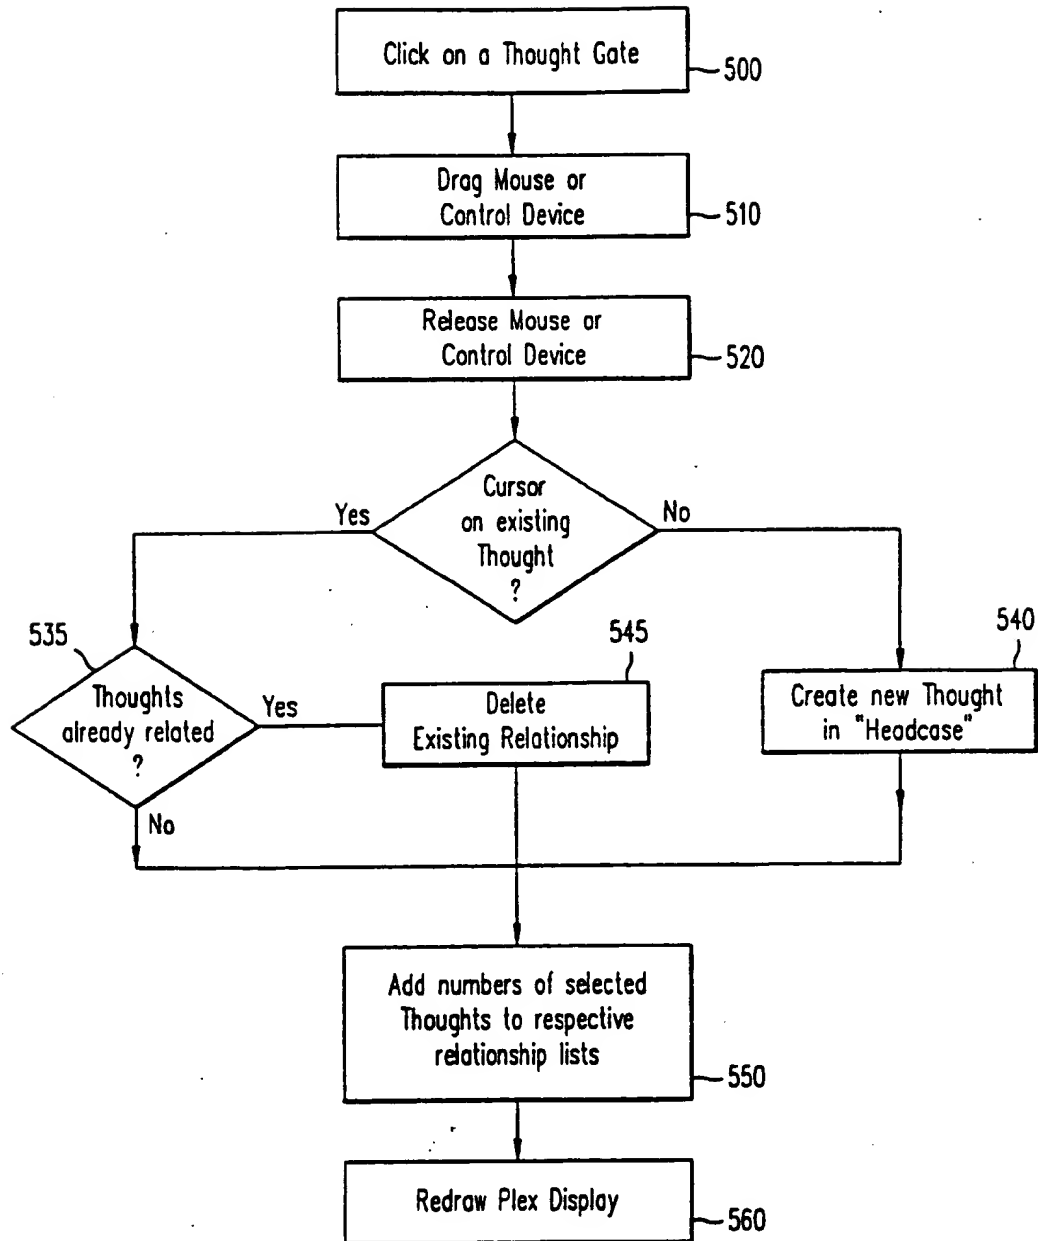 Click on a Thought Gate
500
Drag Mouse or
Control Device
510
Release Mouse or
Control Device
520
Cursor
on existing
Thought
?
Yes
No
535
Thoughts
already related
?
Yes
No
545
Delete
Existing Relationship
540
Create new Thought
in "Headcase"
Add numbers of selected
Thoughts to respective
relationship lists
550
Redraw Plex Display
560